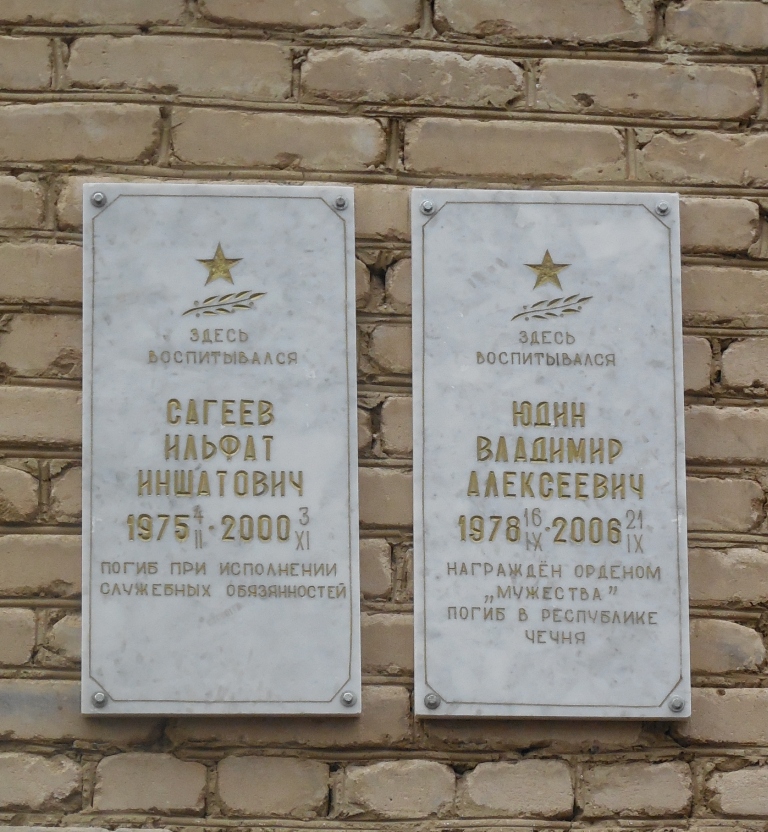 ЗДЕСЬ
ВОСПИТЫВАЛСЯ
САГЕЕВ
ИЛЬФАТ
ИНШАТОВИЧ
1975 4 II - 2000 3 XI
ПОГИБ ПРИ ИСПОЛНЕНИИ
СЛУЖЕБНЫХ ОБЯЗАННОСТЕЙ
ЗДЕСЬ
ВОСПИТЫВАЛСЯ
ЮДИН
ВЛАДИМИР
АЛЕКСЕЕВИЧ
1978 16 IX - 2006 21 IX
НАГРАЖДЁН ОРДЕНОМ
„МУЖЕСТВА”
ПОГИБ В РЕСПУБЛИКЕ
ЧЕЧНЯ